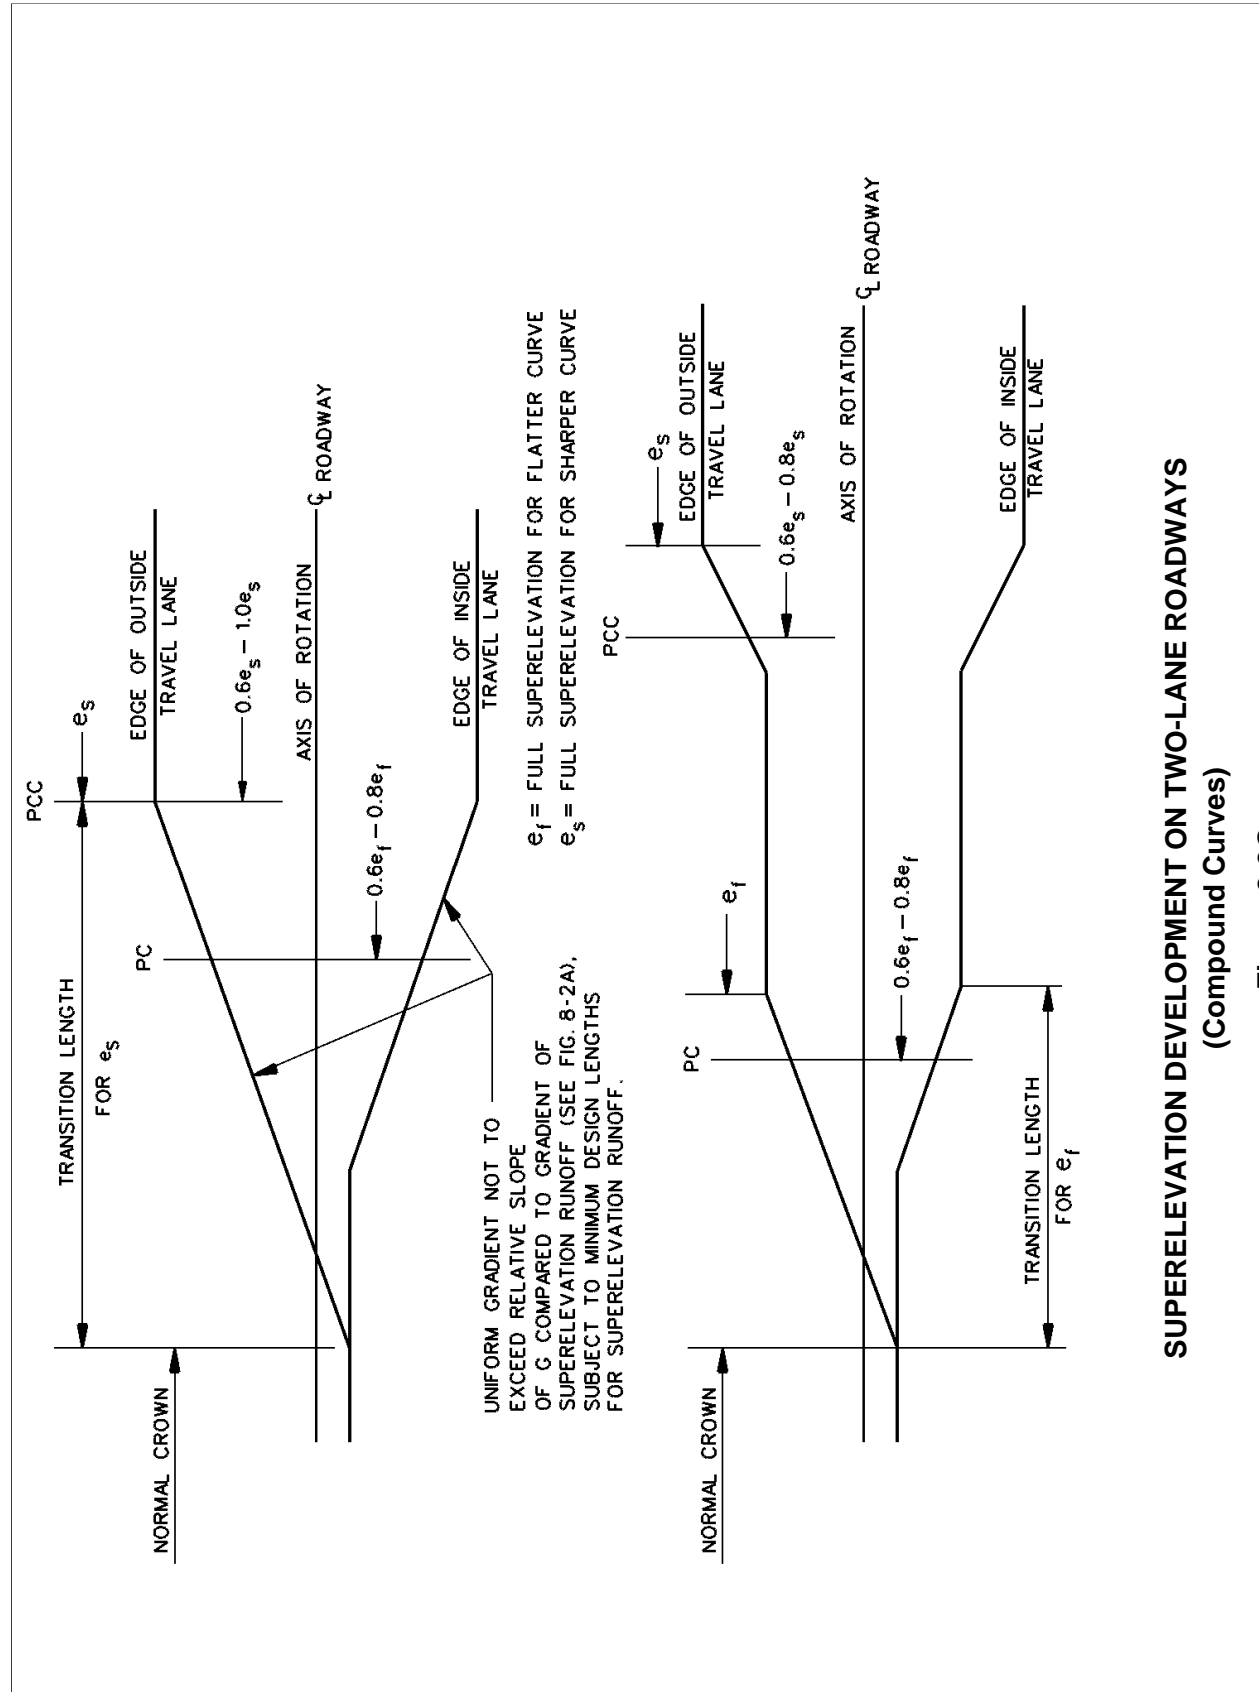 PCC
e_s
TRANSITION LENGTH
FOR e_s
EDGE OF OUTSIDE
TRAVEL LANE
NORMAL CROWN
PC
0.6e_s – 1.0e_s
AXIS OF ROTATION
℄ ROADWAY
0.6e_f – 0.8e_f
EDGE OF INSIDE
TRAVEL LANE
UNIFORM GRADIENT NOT TO
EXCEED RELATIVE SLOPE
OF G COMPARED TO GRADIENT OF
SUPERELEVATION RUNOFF (SEE FIG. 8-2A),
SUBJECT TO MINIMUM DESIGN LENGTHS
FOR SUPERELEVATION RUNOFF.
e_f = FULL SUPERELEVATION FOR FLATTER CURVE
e_s = FULL SUPERELEVATION FOR SHARPER CURVE
PCC
e_s
EDGE OF OUTSIDE
TRAVEL LANE
NORMAL CROWN
PC
e_f
0.6e_s – 0.8e_s
AXIS OF ROTATION
℄ ROADWAY
0.6e_f – 0.8e_f
EDGE OF INSIDE
TRAVEL LANE
TRANSITION LENGTH
FOR e_f
SUPERELEVATION DEVELOPMENT ON TWO-LANE ROADWAYS
(Compound Curves)